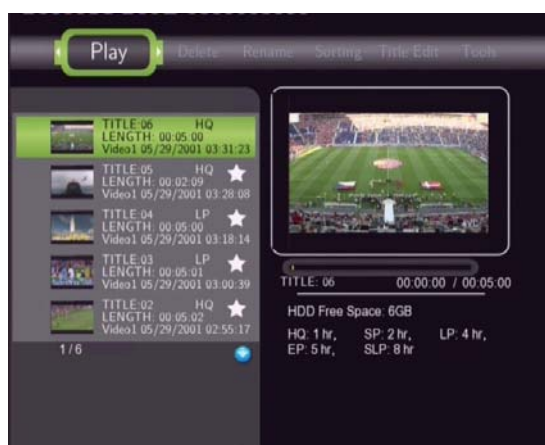 Play Delete Rename Sorting Title Edit Tools
TITLE:06 HQ
LENGTH: 00:05:00
Video1 05/29/2001 03:31:23
TITLE:05 HQ
LENGTH: 00:02:09
Video1 05/29/2001 03:28:08
TITLE:04 LP
LENGTH: 00:05:00
Video1 05/29/2001 03:18:14
TITLE:03 LP
LENGTH: 00:05:01
Video1 05/29/2001 03:00:39
TITLE:02 HQ
LENGTH: 00:05:02
Video1 05/29/2001 02:55:17
1/6
TITLE: 06 00:00:00 / 00:05:00
HDD Free Space: 6GB
HQ: 1 hr, SP: 2 hr, LP: 4 hr,
EP: 5 hr, SLP: 8 hr